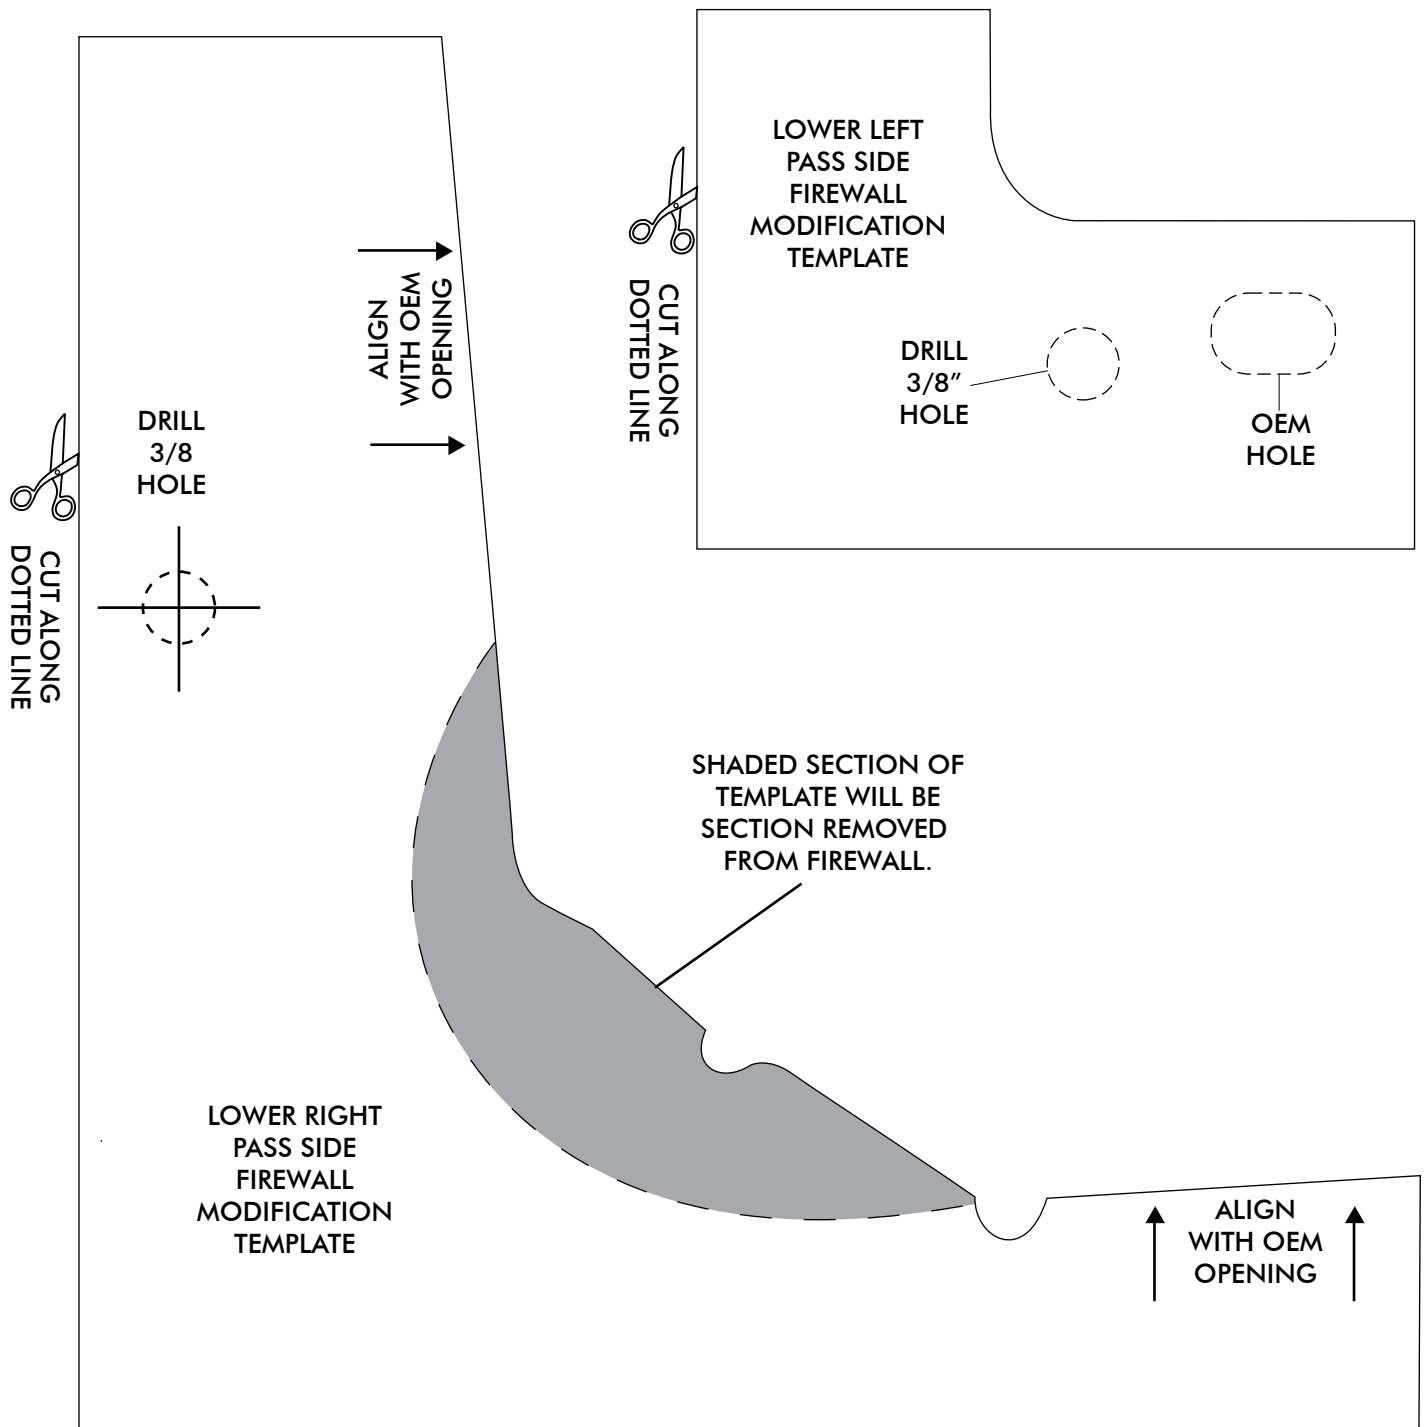 LOWER LEFT
PASS SIDE
FIREWALL
MODIFICATION
TEMPLATE
CUT ALONG
DOTTED LINE
DRILL
3/8”
HOLE
OEM
HOLE
ALIGN
WITH OEM
OPENING
DRILL
3/8
HOLE
CUT ALONG
DOTTED LINE
SHADED SECTION OF
TEMPLATE WILL BE
SECTION REMOVED
FROM FIREWALL.
LOWER RIGHT
PASS SIDE
FIREWALL
MODIFICATION
TEMPLATE
ALIGN
WITH OEM
OPENING